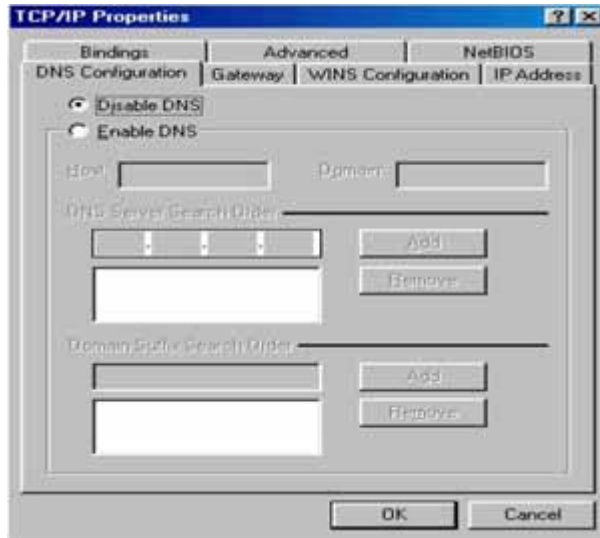 TCP/IP Properties
Bindings Advanced NetBIOS
DNS Configuration Gateway WINS Configuration IP Address
Disable DNS
Enable DNS
Host: Domain:
DNS Server Search Order
Add
Remove
Domain Suffix Search Order
Add
Remove
OK Cancel